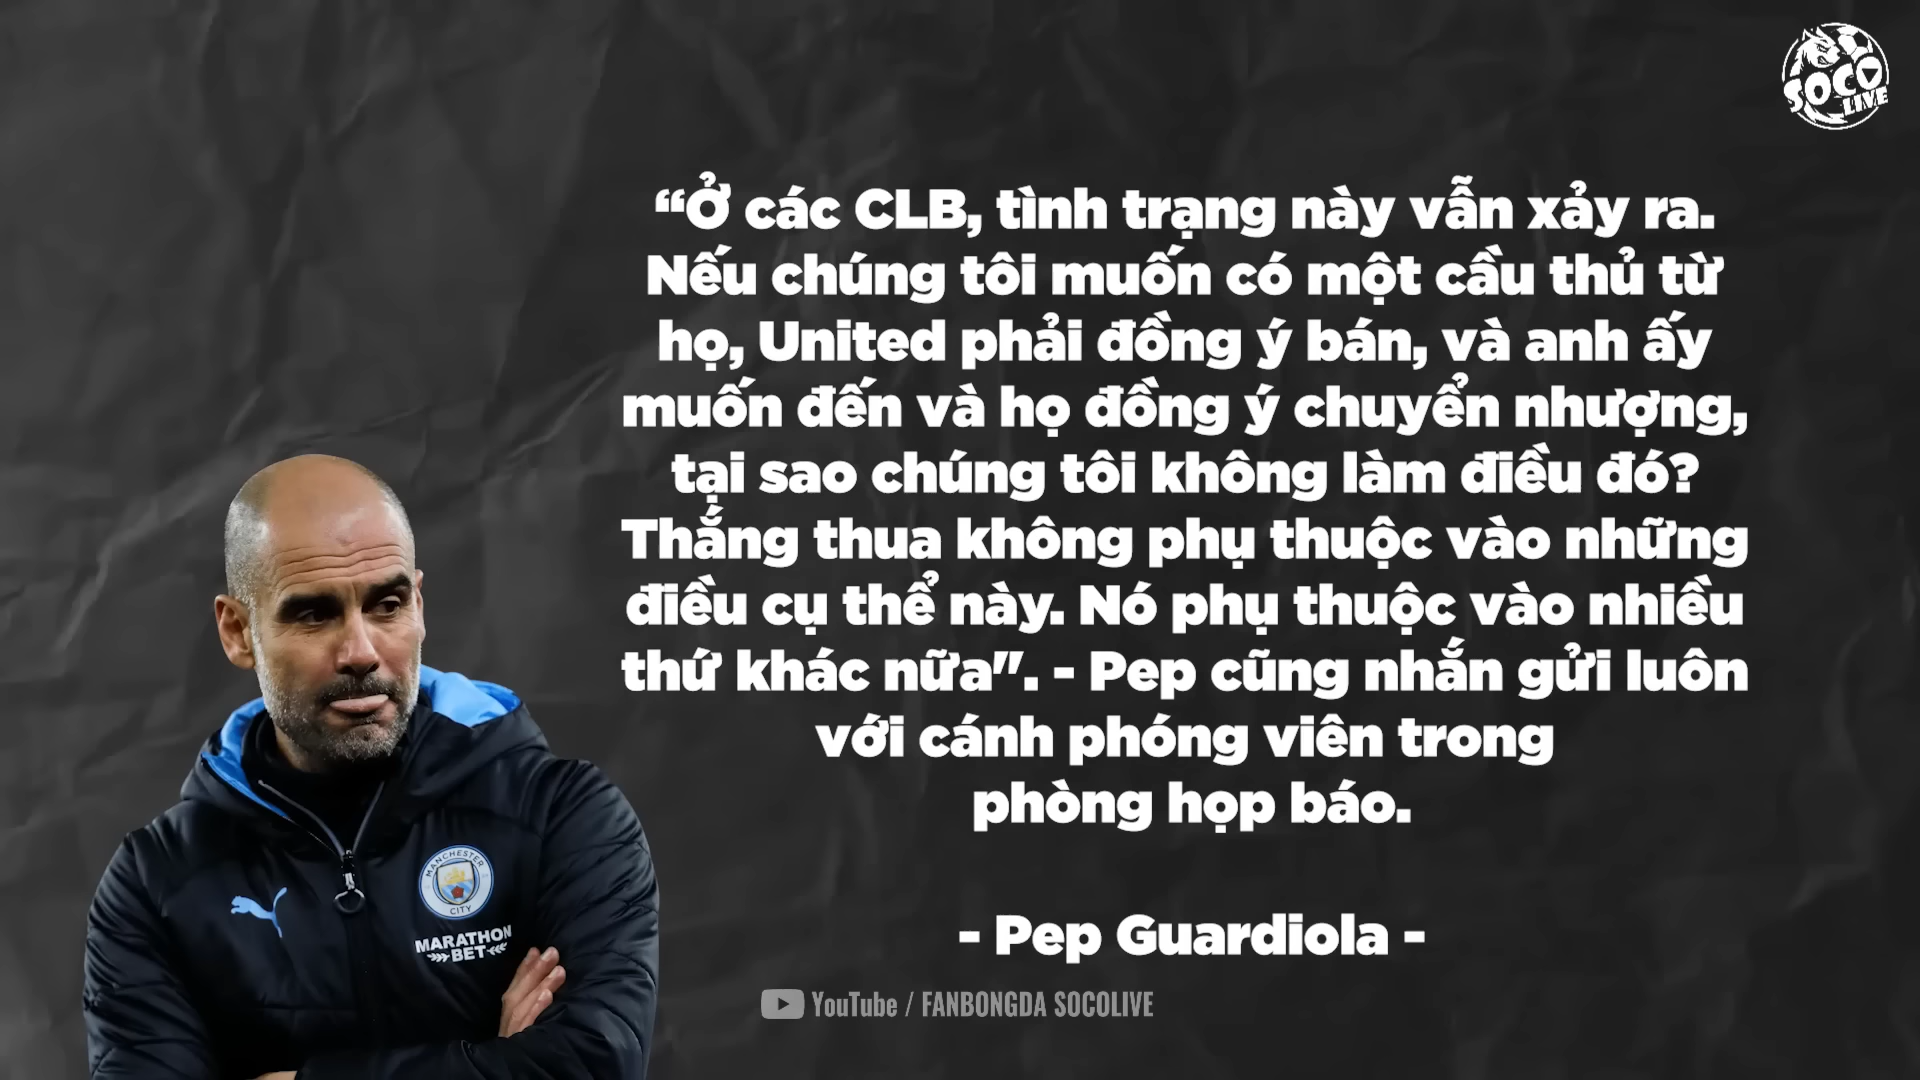 SOCO
LIVE
“Ở các CLB, tình trạng này vẫn xảy ra.
Nếu chúng tôi muốn có một cầu thủ từ
họ, United phải đồng ý bán, và anh ấy
muốn đến và họ đồng ý chuyển nhượng,
tại sao chúng tôi không làm điều đó?
Thắng thua không phụ thuộc vào những
điều cụ thể này. Nó phụ thuộc vào nhiều
thứ khác nữa". - Pep cũng nhắn gửi luôn
với cánh phóng viên trong
phòng họp báo.
- Pep Guardiola -
MANCHESTER
CITY
MARATHON
BET
YouTube / FANBONGDA SOCOLIVE